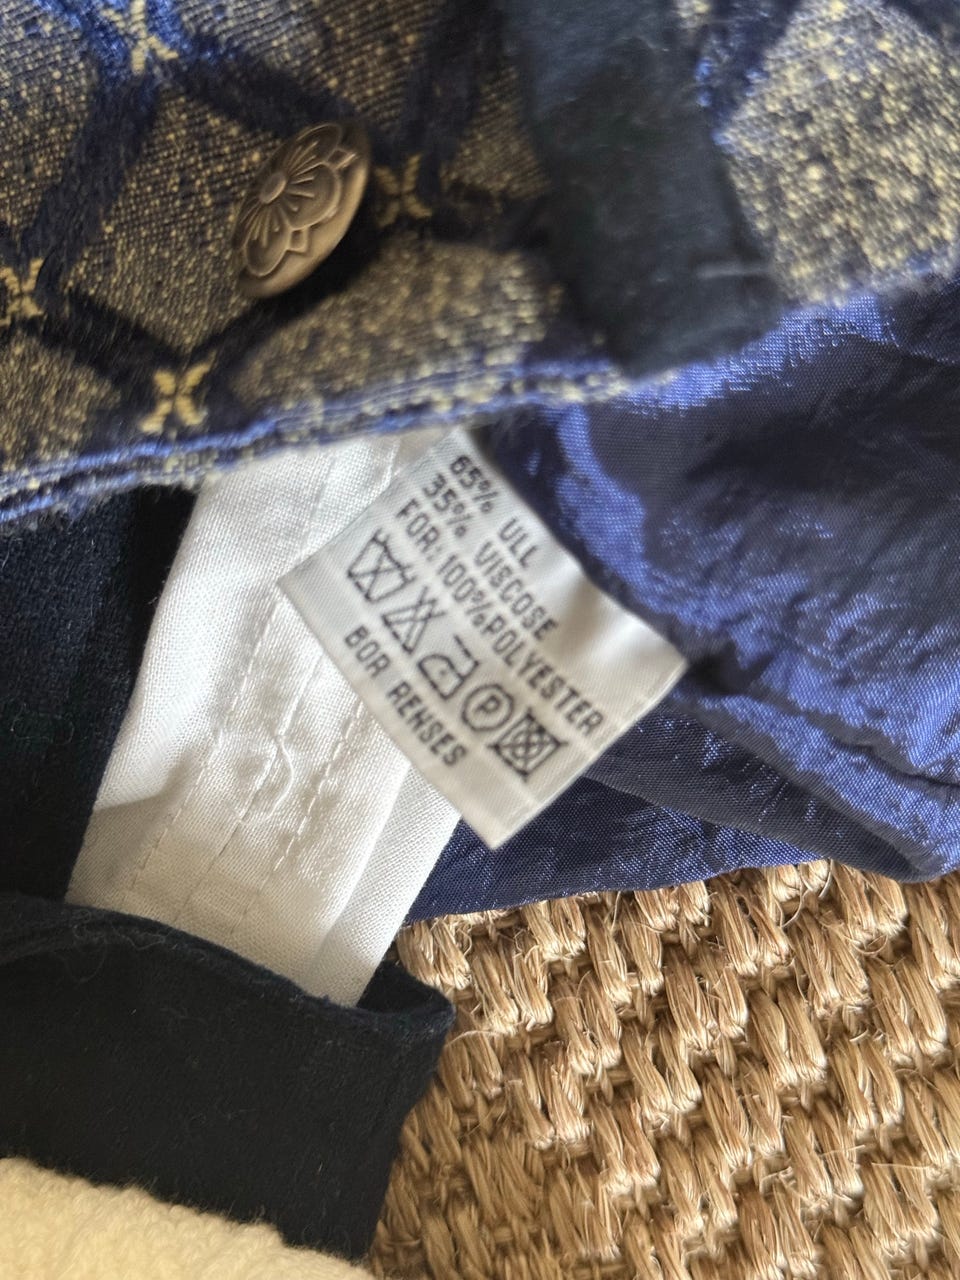 65% ULL
35% VISCOSE
FOR: 100%POLYESTER
P
BØR RENSES